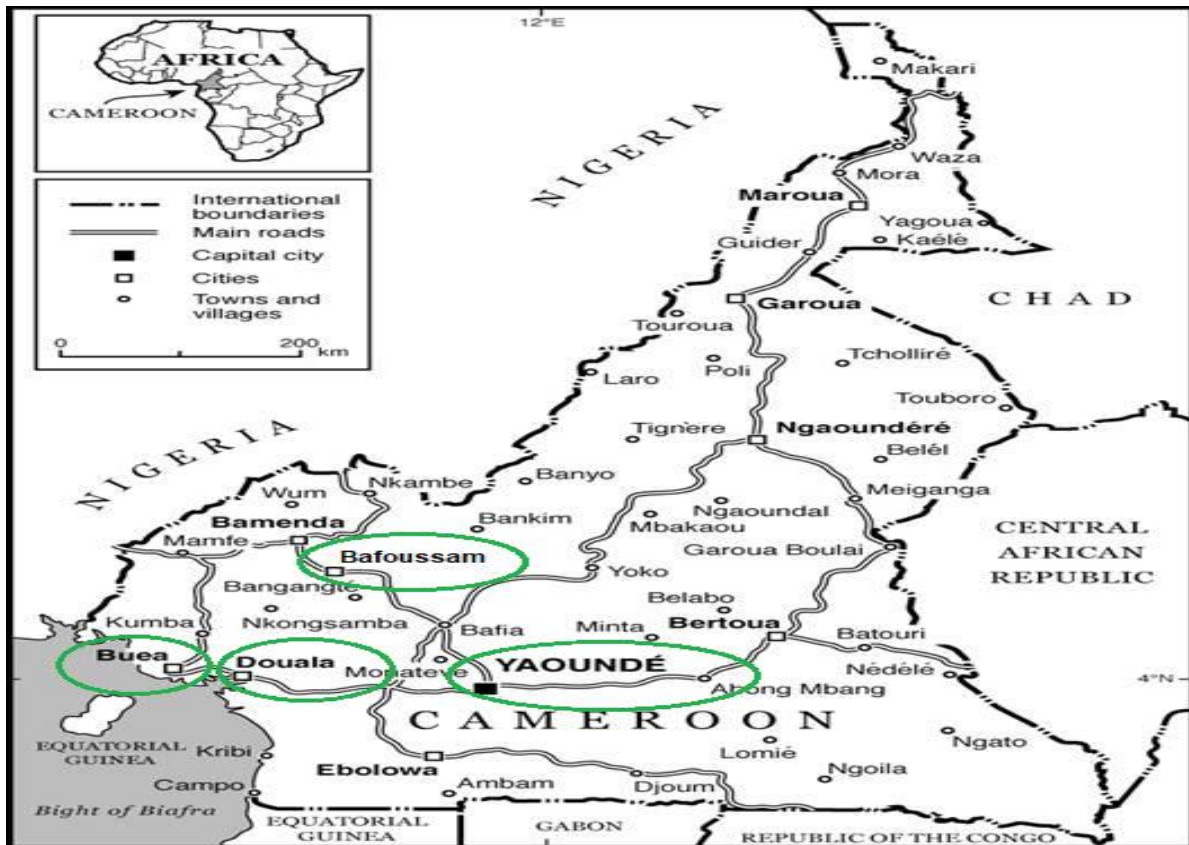 12°E
AFRICA
CAMEROON
International
boundaries
Main roads
Capital city
Cities
Towns and
villages
0
200
km
NIGERIA
Makari
Waza
Mora
Maroua
Yagoua
Kaélé
Guider
Garoua
CHAD
Touroua
Tcholliré
Poli
Laro
Touboro
Ngaoundéré
Tignere
Belél
NIGERIA
Banyo
Nkambe
Wum
Meiganga
Ngaoundal
Bamenda
Bankim
Mbakaou
CENTRAL
AFRICAN
REPUBLIC
Mamfe
Garoua Boulai
Bafoussam
Yoko
Bangangté
Belabo
Nkongsamba
Kumba
Bafia
Minta
Bertoua
Batouri
Buea
Douala
Monatélé
YAOUNDÉ
Nédélé
4°N
Abong Mbang
CAMEROON
EQUATORIAL
GUINEA
Kribi
Lomié
Ngato
Ebolowa
Ngoila
Campo
Ambam
Djoum
Bight of Biafra
EQUATORIAL
GUINEA
GABON
REPUBLIC OF THE CONGO